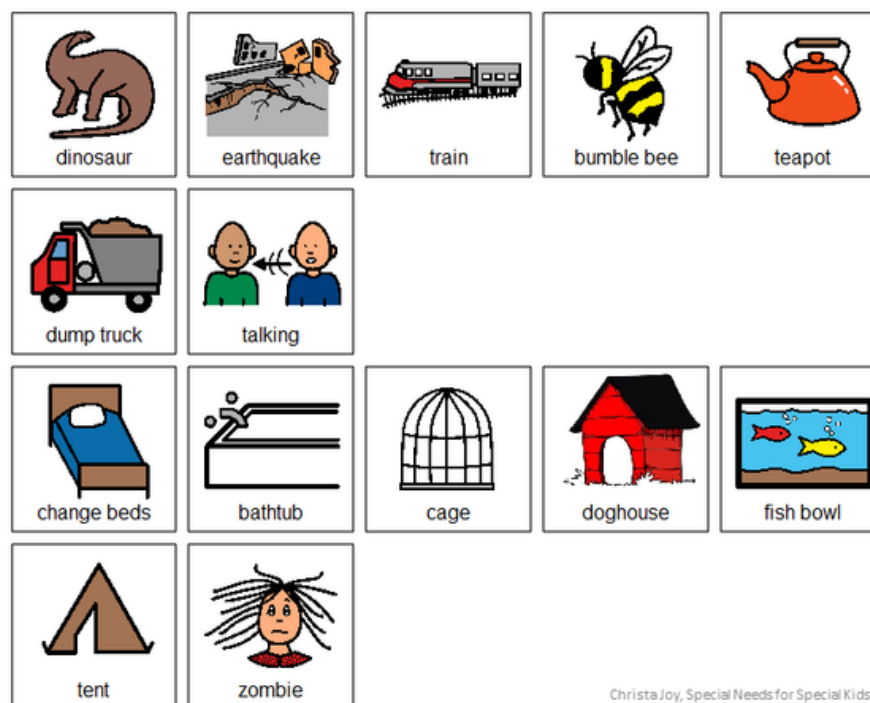 dinosaur
earthquake
train
bumble bee
teapot
dump truck
talking
change beds
bathtub
cage
doghouse
fish bowl
tent
zombie
Christa Joy, Special Needs for Special Kids